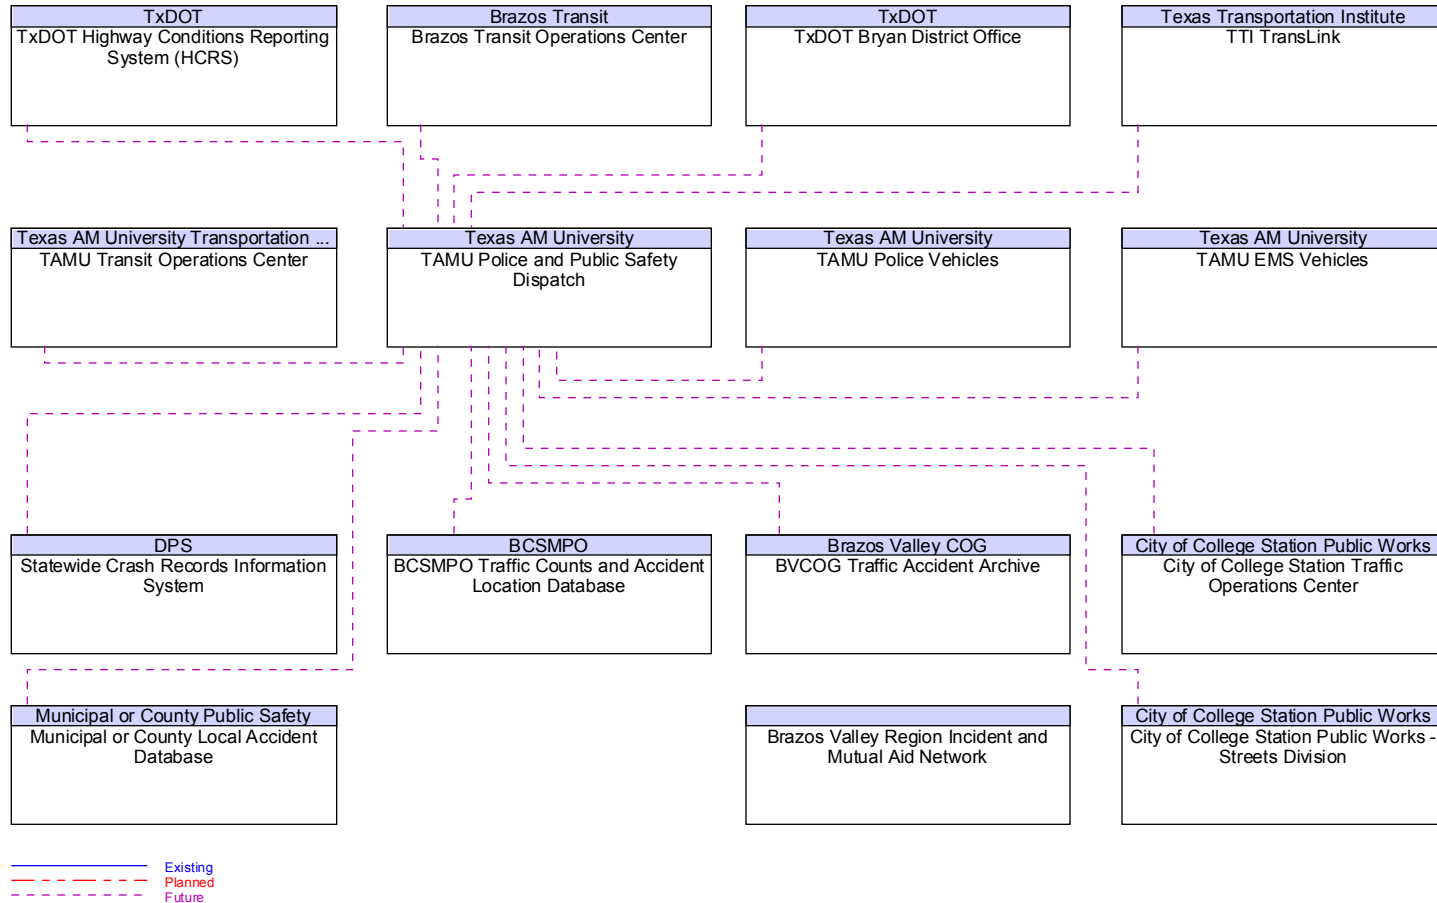 TxDOT
TxDOT Highway Conditions Reporting
System (HCRS)
Brazos Transit
Brazos Transit Operations Center
TxDOT
TxDOT Bryan District Office
Texas Transportation Institute
TTI TransLink
Texas AM University Transportation ...
TAMU Transit Operations Center
Texas AM University
TAMU Police and Public Safety
Dispatch
Texas AM University
TAMU Police Vehicles
Texas AM University
TAMU EMS Vehicles
DPS
Statewide Crash Records Information
System
BCSMPO
BCSMPO Traffic Counts and Accident
Location Database
Brazos Valley COG
BVCOG Traffic Accident Archive
City of College Station Public Works
City of College Station Traffic
Operations Center
Municipal or County Public Safety
Municipal or County Local Accident
Database
Brazos Valley Region Incident and
Mutual Aid Network
City of College Station Public Works
City of College Station Public Works -
Streets Division
Existing
Planned
Future